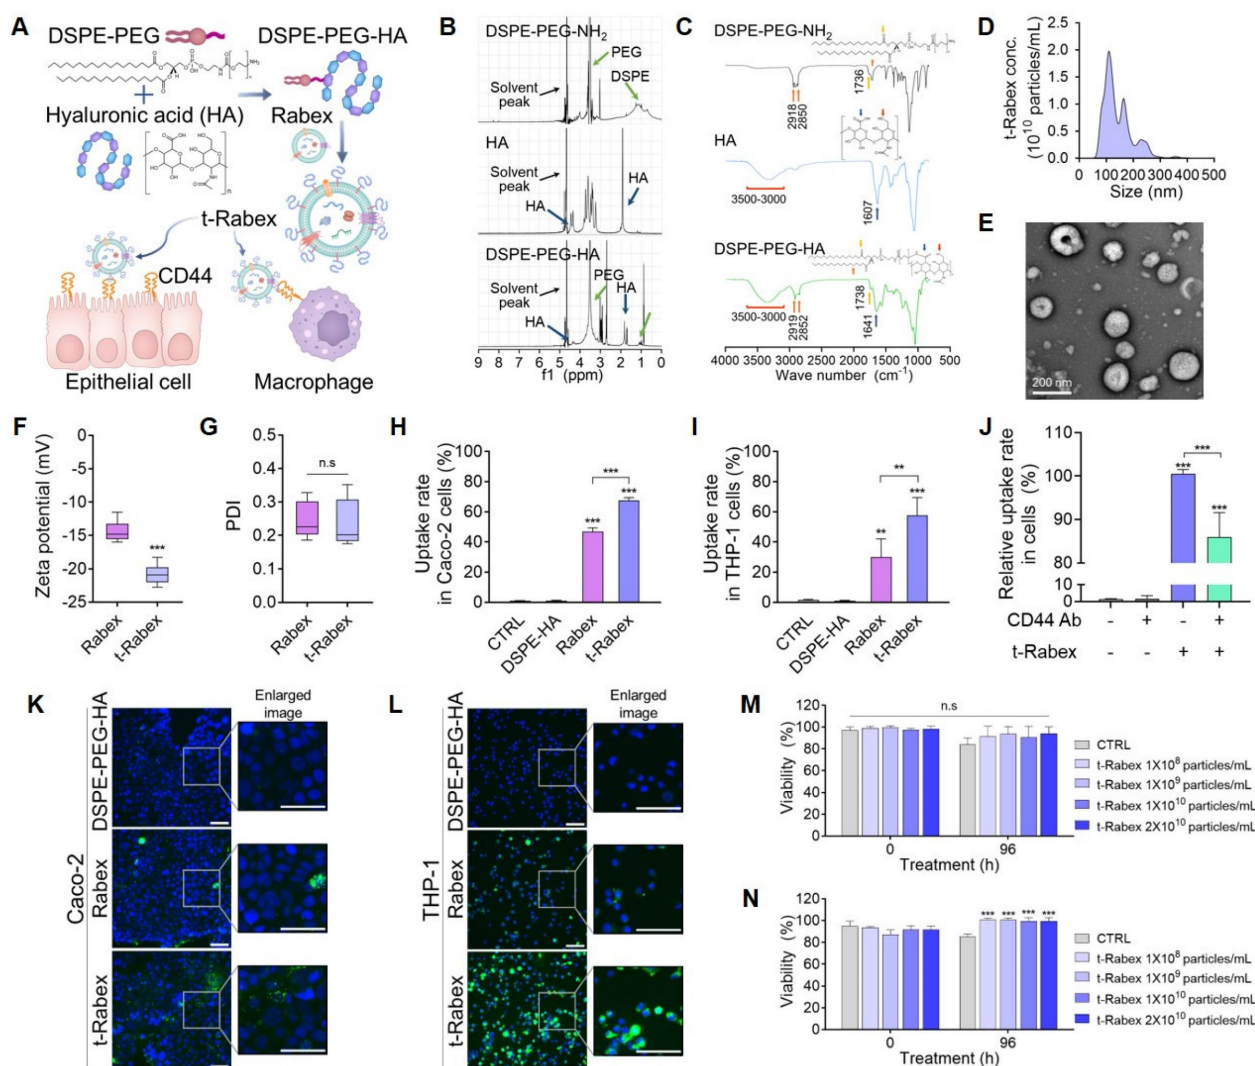 A
DSPE-PEG
DSPE-PEG-HA
Hyaluronic acid (HA)
Rabex
t-Rabex
CD44
Epithelial cell
Macrophage
B
DSPE-PEG-NH2
PEG
DSPE
Solvent
peak
HA
Solvent
peak
HA
HA
DSPE-PEG-HA
PEG
Solvent
peak
HA
HA
9 8 7 6 5 4 3 2 1 0
f1 (ppm)
C
DSPE-PEG-NH2
2918
2850
1736
HA
3500-3000
1607
DSPE-PEG-HA
3500-3000
2919
2852
1738
1641
4000 3000 2000 1500 1000 500
Wave number (cm-1)
D
t-Rabex conc.
(10^10 particles/mL)
2.5
2.0
1.5
1.0
0.5
0
0 100 200 300 400 500
Size (nm)
E
200 nm
F
Zeta potential (mV)
0
-5
-10
-15
-20
-25
***
Rabex
t-Rabex
G
PDI
0.5
0.4
0.3
0.2
0.1
0.0
n.s
Rabex
t-Rabex
H
Uptake rate
in Caco-2 cells (%)
100
80
60
40
20
0
***
***
***
CTRL
DSPE-HA
Rabex
t-Rabex
I
Uptake rate
in THP-1 cells (%)
100
80
60
40
20
0
**
**
***
CTRL
DSPE-HA
Rabex
t-Rabex
J
Relative uptake rate
in cells (%)
110
100
90
80
10
0
***
***
***
CD44 Ab - + - +
t-Rabex - - + +
K
Enlarged
image
Caco-2
DSPE-PEG-HA
Rabex
t-Rabex
L
Enlarged
image
THP-1
DSPE-PEG-HA
Rabex
t-Rabex
M
Viability (%)
120
100
80
60
40
20
0
n.s
0 96
Treatment (h)
CTRL
t-Rabex 1X10^8 particles/mL
t-Rabex 1X10^9 particles/mL
t-Rabex 1X10^10 particles/mL
t-Rabex 2X10^10 particles/mL
N
Viability (%)
120
100
80
60
40
20
0
*** *** *** ***
0 96
Treatment (h)
CTRL
t-Rabex 1X10^8 particles/mL
t-Rabex 1X10^9 particles/mL
t-Rabex 1X10^10 particles/mL
t-Rabex 2X10^10 particles/mL